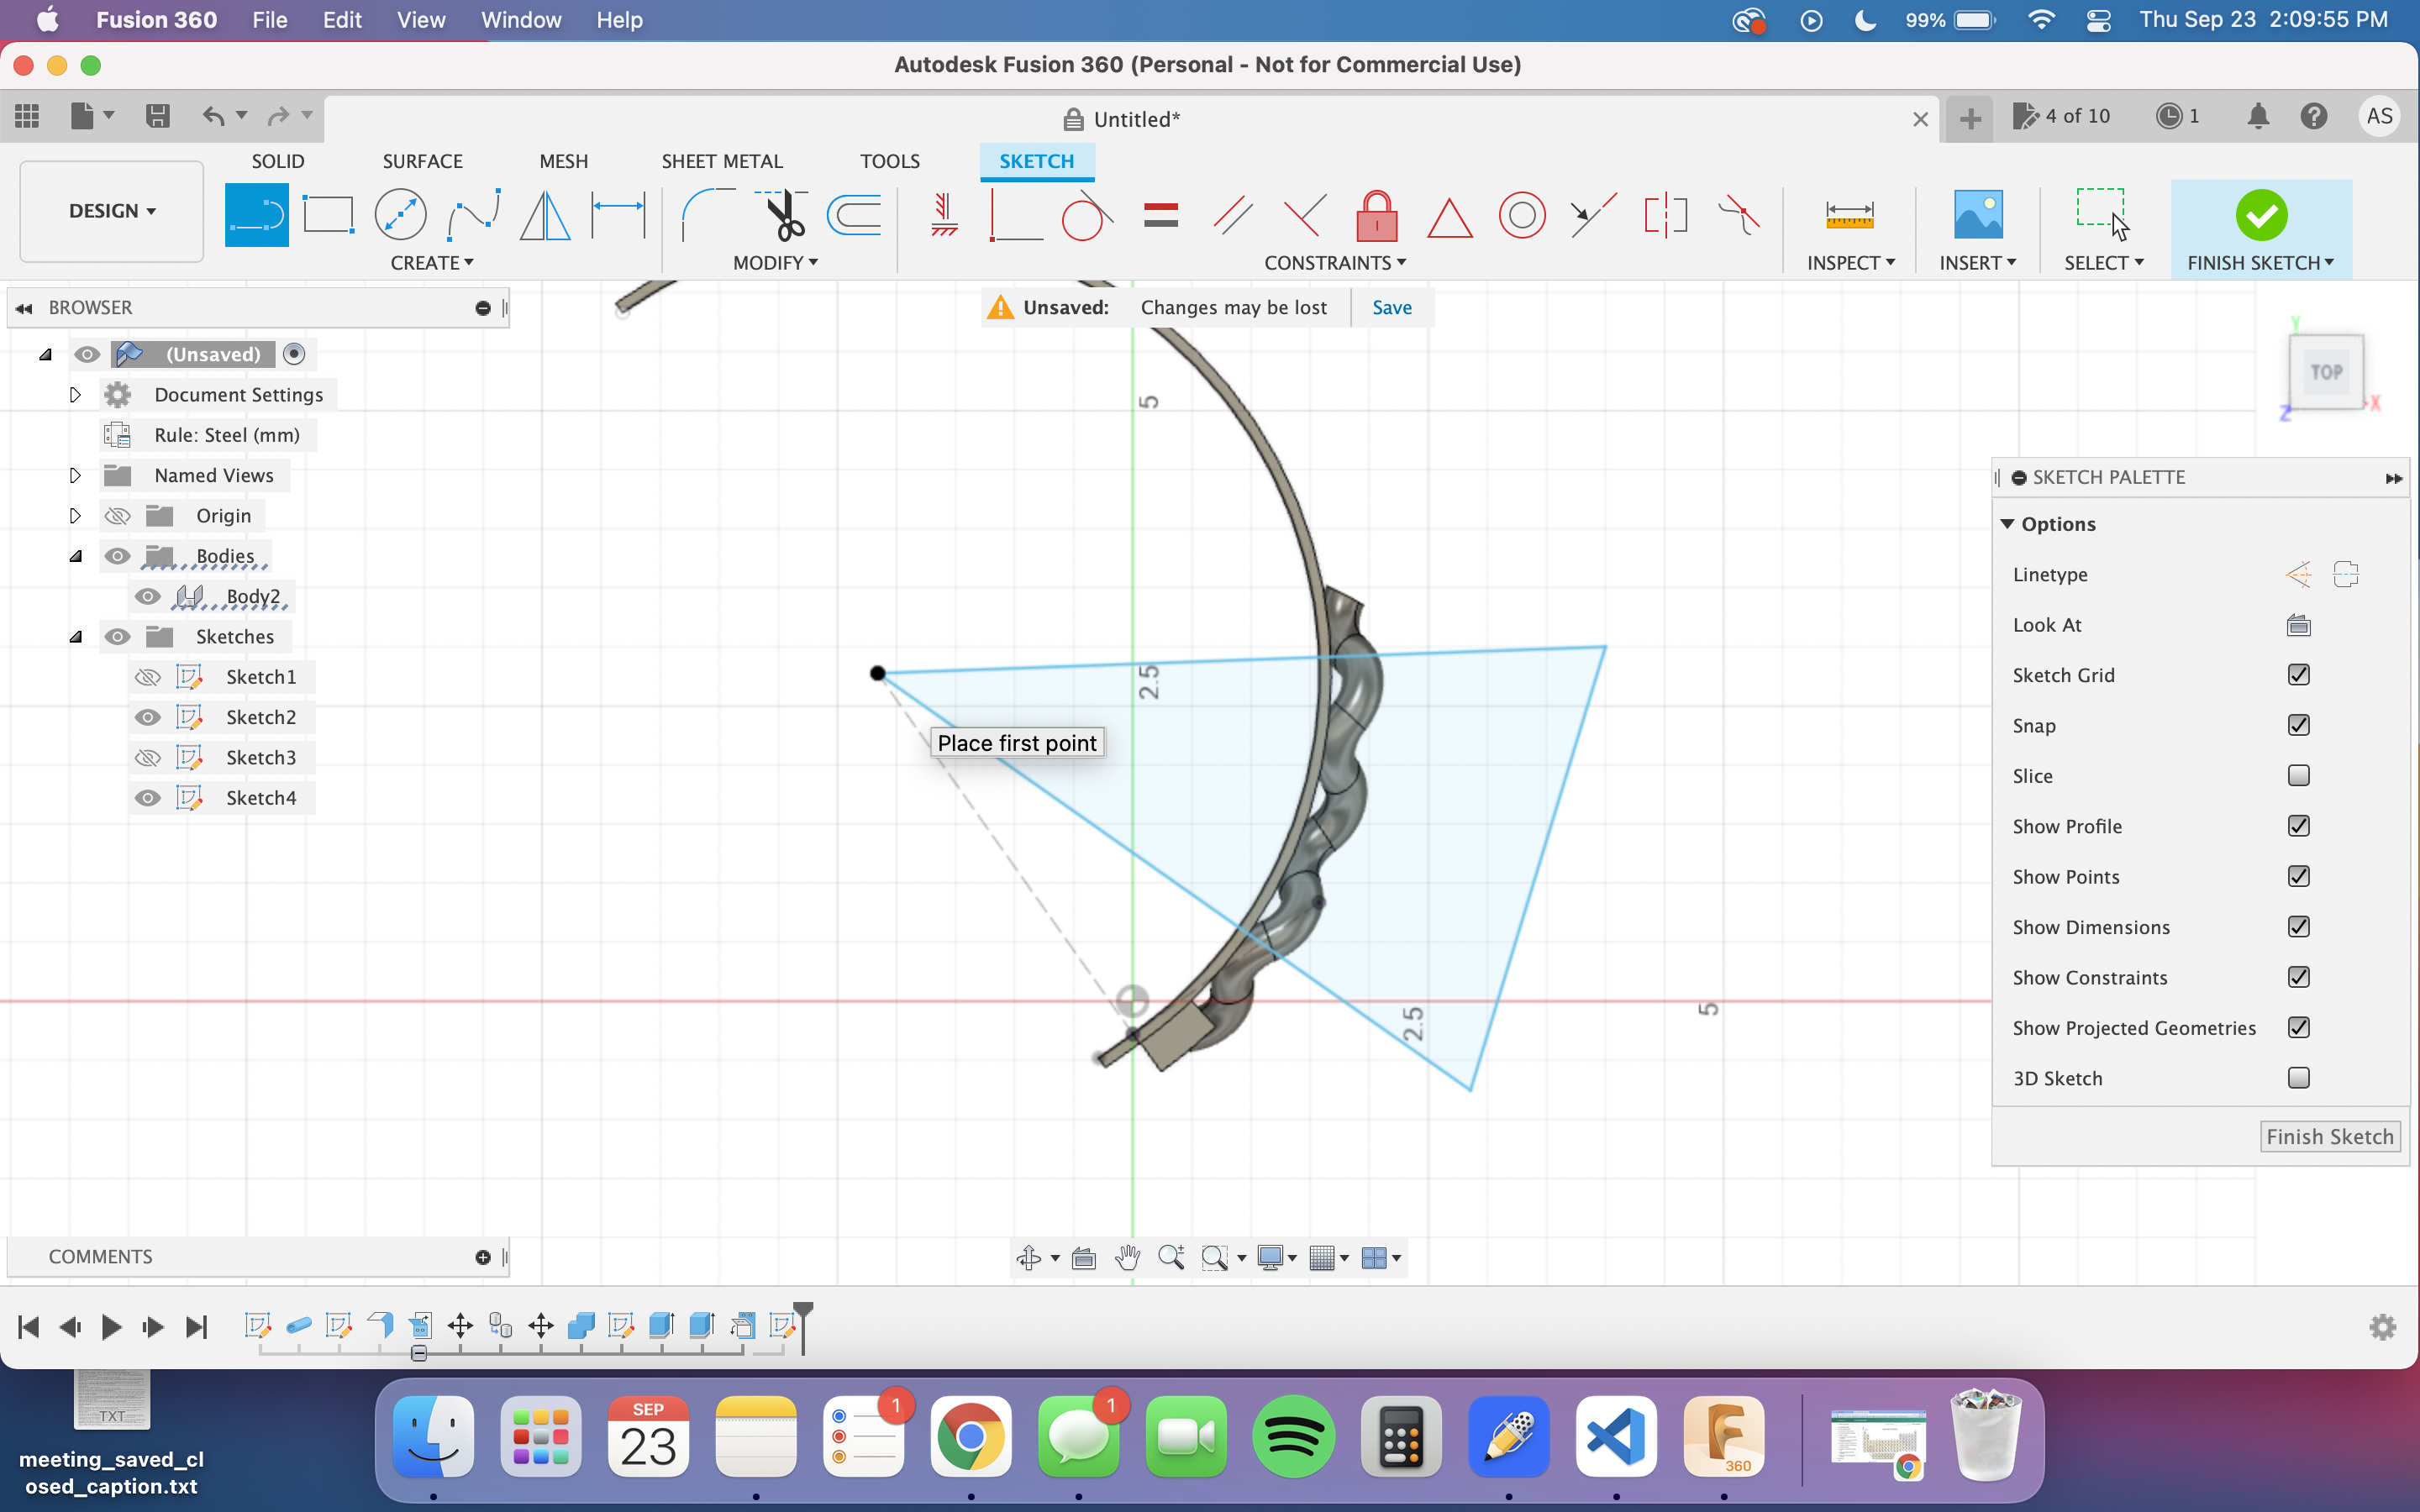 Fusion 360 File Edit View Window Help 99% Thu Sep 23 2:09:55 PM
Autodesk Fusion 360 (Personal - Not for Commercial Use)
Untitled* 4 of 10 1 AS
SOLID SURFACE MESH SHEET METAL TOOLS SKETCH
DESIGN
CREATE MODIFY CONSTRAINTS INSPECT INSERT SELECT FINISH SKETCH
BROWSER
Unsaved: Changes may be lost Save
(Unsaved)
Document Settings
Rule: Steel (mm)
Named Views
Origin
Bodies
Body2
Sketches
Sketch1
Sketch2
Sketch3
Sketch4
5
2.5
Place first point
2.5
5
Y
TOP
X
Z
SKETCH PALETTE
Options
Linetype
Look At
Sketch Grid
Snap
Slice
Show Profile
Show Points
Show Dimensions
Show Constraints
Show Projected Geometries
3D Sketch
Finish Sketch
COMMENTS
TXT
meeting_saved_cl
osed_caption.txt
SEP
23
1
1
360